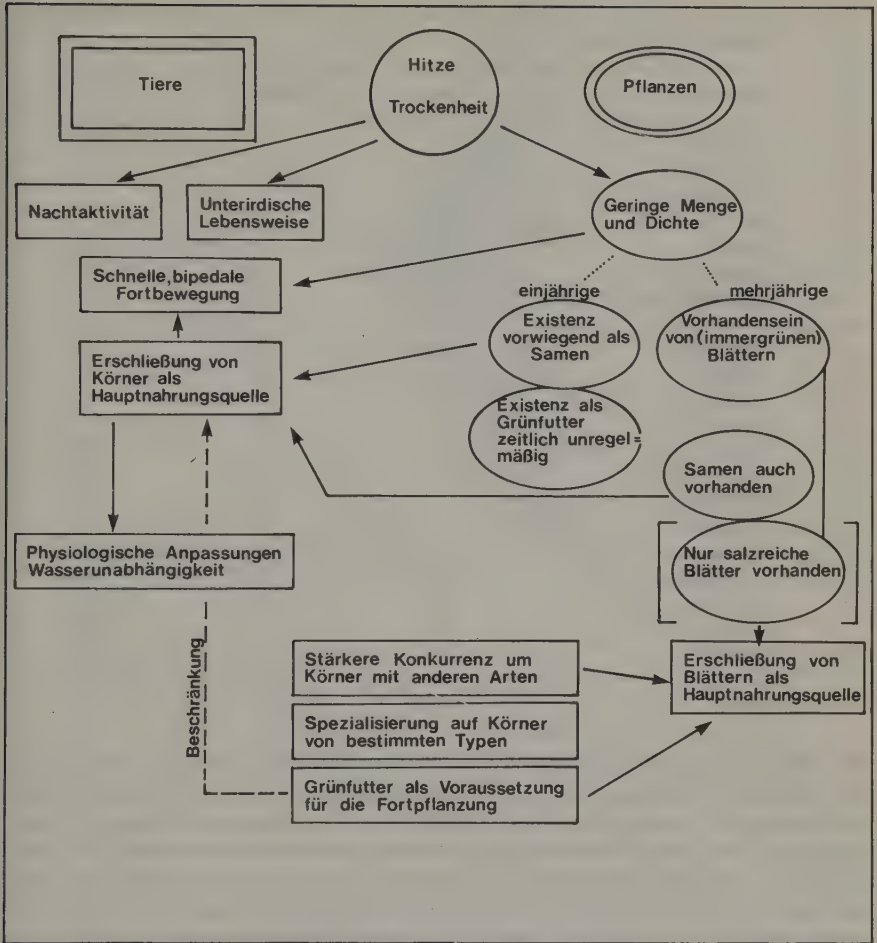 Tiere
Hitze
Trockenheit
Pflanzen
Nachtaktivität
Unterirdische
Lebensweise
Geringe Menge
und Dichte
Schnelle, bipedale
Fortbewegung
einjährige
mehrjährige
Existenz
vorwiegend als
Samen
Vorhandensein
von (immergrünen)
Blättern
Erschließung von
Körner als
Hauptnahrungsquelle
Existenz als
Grünfutter
zeitlich unregel=
mäßig
Samen auch
vorhanden
Physiologische Anpassungen
Wasserunabhängigkeit
Nur salzreiche
Blätter vorhanden
Beschränkung
Stärkere Konkurrenz um
Körner mit anderen Arten
Erschließung von
Blättern als
Hauptnahrungsquelle
Spezialisierung auf Körner
von bestimmten Typen
Grünfutter als Voraussetzung
für die Fortpflanzung